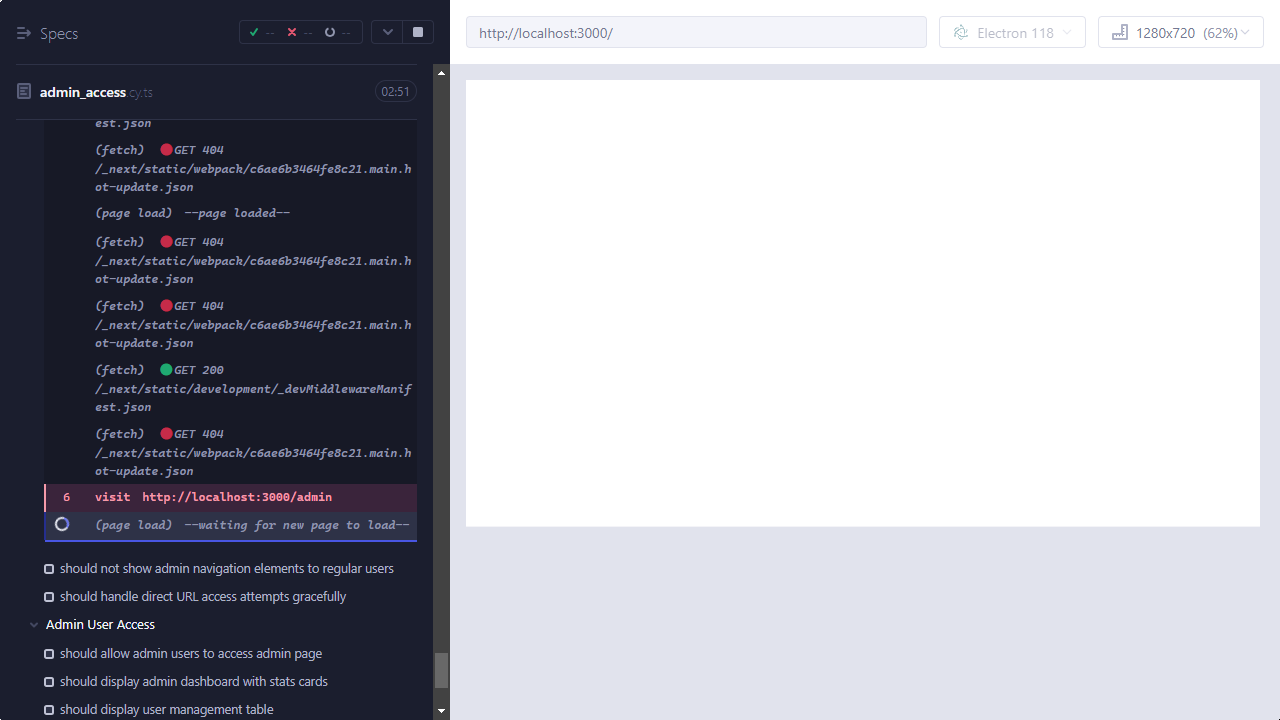 Specs
-- -- --
http://localhost:3000/
Electron 118
1280x720 (62%)
admin_access.cy.ts
02:51
est.json
(fetch) GET 404
/_next/static/webpack/c6ae6b3464fe8c21.main.h
ot-update.json
(page load) --page loaded--
(fetch) GET 404
/_next/static/webpack/c6ae6b3464fe8c21.main.h
ot-update.json
(fetch) GET 404
/_next/static/webpack/c6ae6b3464fe8c21.main.h
ot-update.json
(fetch) GET 200
/_next/static/development/_devMiddlewareManif
est.json
(fetch) GET 404
/_next/static/webpack/c6ae6b3464fe8c21.main.h
ot-update.json
6 visit http://localhost:3000/admin
(page load) --waiting for new page to load--
should not show admin navigation elements to regular users
should handle direct URL access attempts gracefully
Admin User Access
should allow admin users to access admin page
should display admin dashboard with stats cards
should display user management table